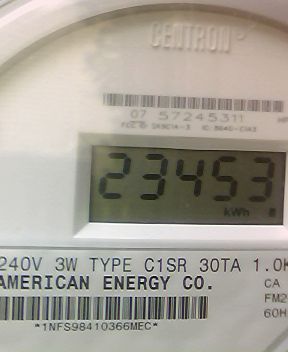 CENTRON®
07 57245311
23453
kWh
240V 3W TYPE C1SR 30TA 1.0K
AMERICAN ENERGY CO.
CA
FM2
60H
*1NFS98410366MEC*